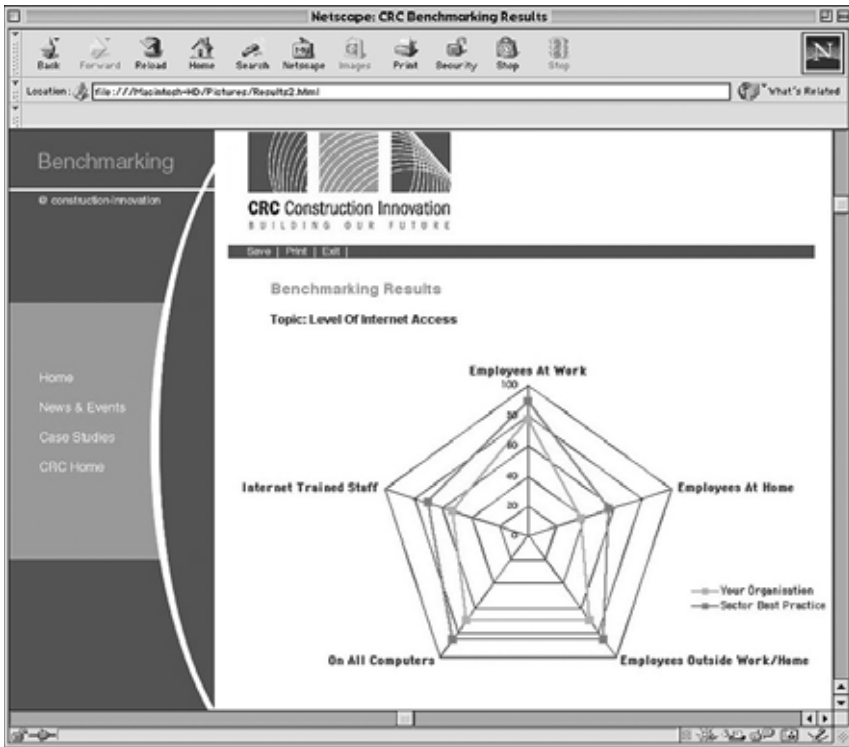 Netscape: CRC Benchmarking Results
Back Forward Reload Home Search Netscape Images Print Security Shop Stop
Location: file:///Macintosh-HD/Pictures/Results2.html What's Related
Benchmarking
© construction-innovation
CRC Construction Innovation
BUILDING OUR FUTURE
Save | Print | Exit |
Benchmarking Results
Topic: Level Of Internet Access
Home
News & Events
Case Studies
CRC Home
Employees At Work
100
80
60
40
20
0
Internet Trained Staff
Employees At Home
Your Organisation
Sector Best Practice
On All Computers
Employees Outside Work/Home